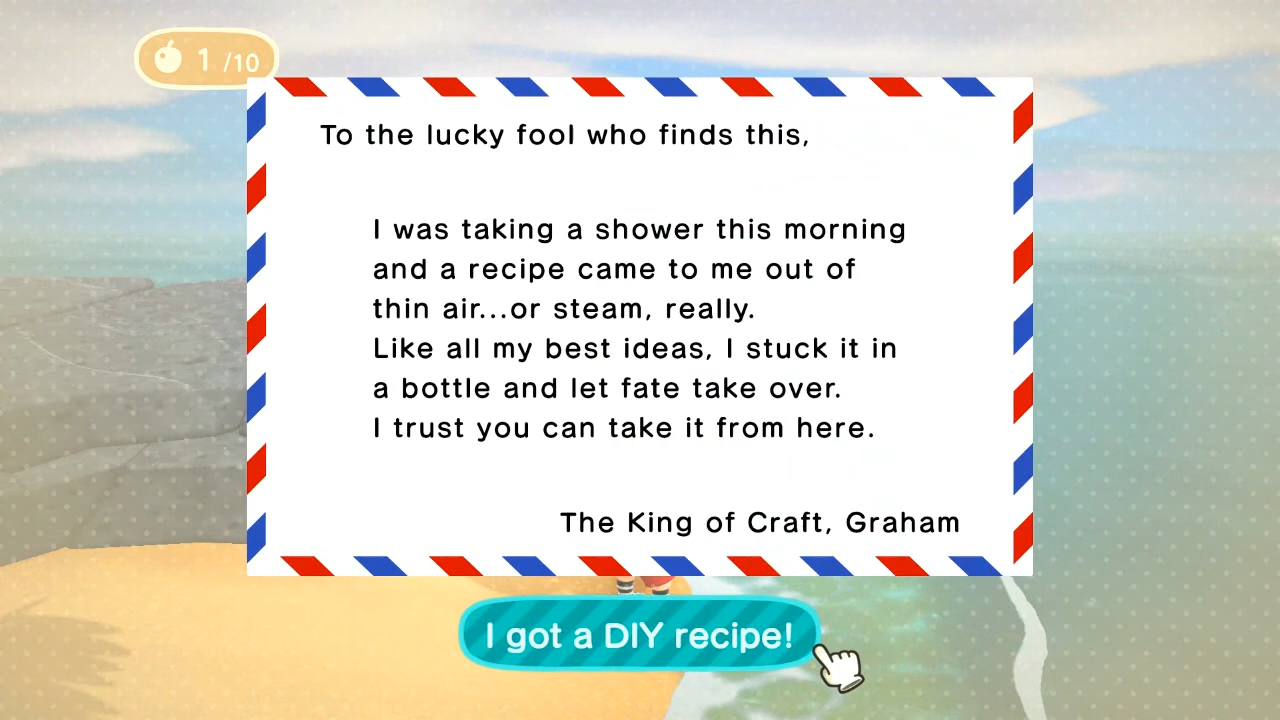 1 /10
To the lucky fool who finds this,
I was taking a shower this morning
and a recipe came to me out of
thin air...or steam, really.
Like all my best ideas, I stuck it in
a bottle and let fate take over.
I trust you can take it from here.
The King of Craft, Graham
I got a DIY recipe!